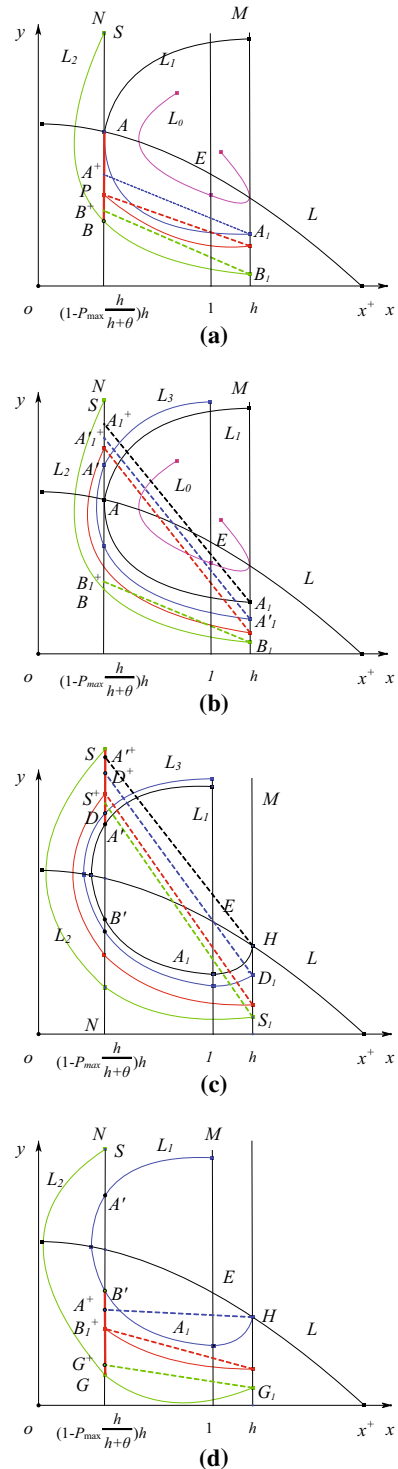 y N S M
L₂ L₁
L₀
A E
A⁺
P
B⁺ L
B A₁
B₁
o (1-Pₘₐₓ h/(h+θ))h 1 h x⁺ x
(a)
y N S L₃ M
A₁⁺ L₁
A'₁⁺
L₂ A' L₀
A E
B₁⁺ L
B A₁
A'₁
B₁
o (1-Pₘₐₓ h/(h+θ))h 1 h x⁺ x
(b)
y S A'⁺ L₃
D⁺ M
S⁺ L₁
D
A'
E
B' H
L₂ A₁ L
D₁
N S₁
o (1-Pₘₐₓ h/(h+θ))h 1 h x⁺ x
(c)
y N S L₁ M
L₂
A'
E
B'
A⁺ H
B₁⁺ A₁ L
G⁺
G G₁
o (1-Pₘₐₓ h/(h+θ))h 1 h x⁺ x
(d)